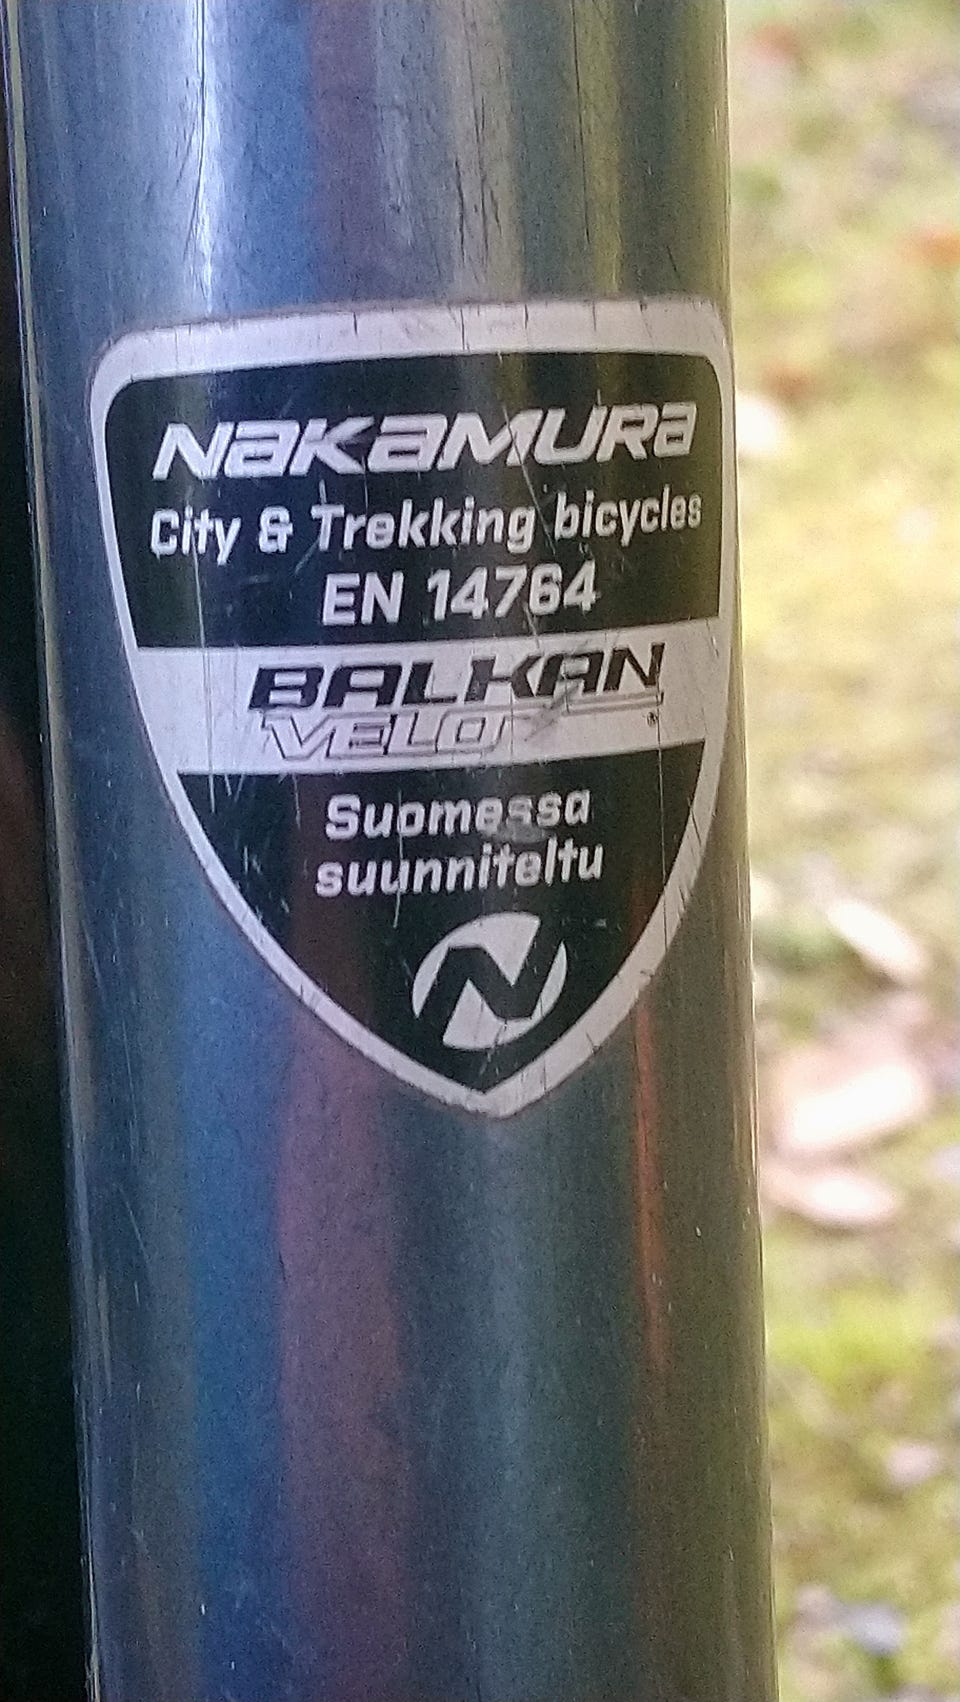 NaKaMURa
City & Trekking bicycles
EN 14764
BALKAN
VELO
®
Suomessa
suunniteltu
N